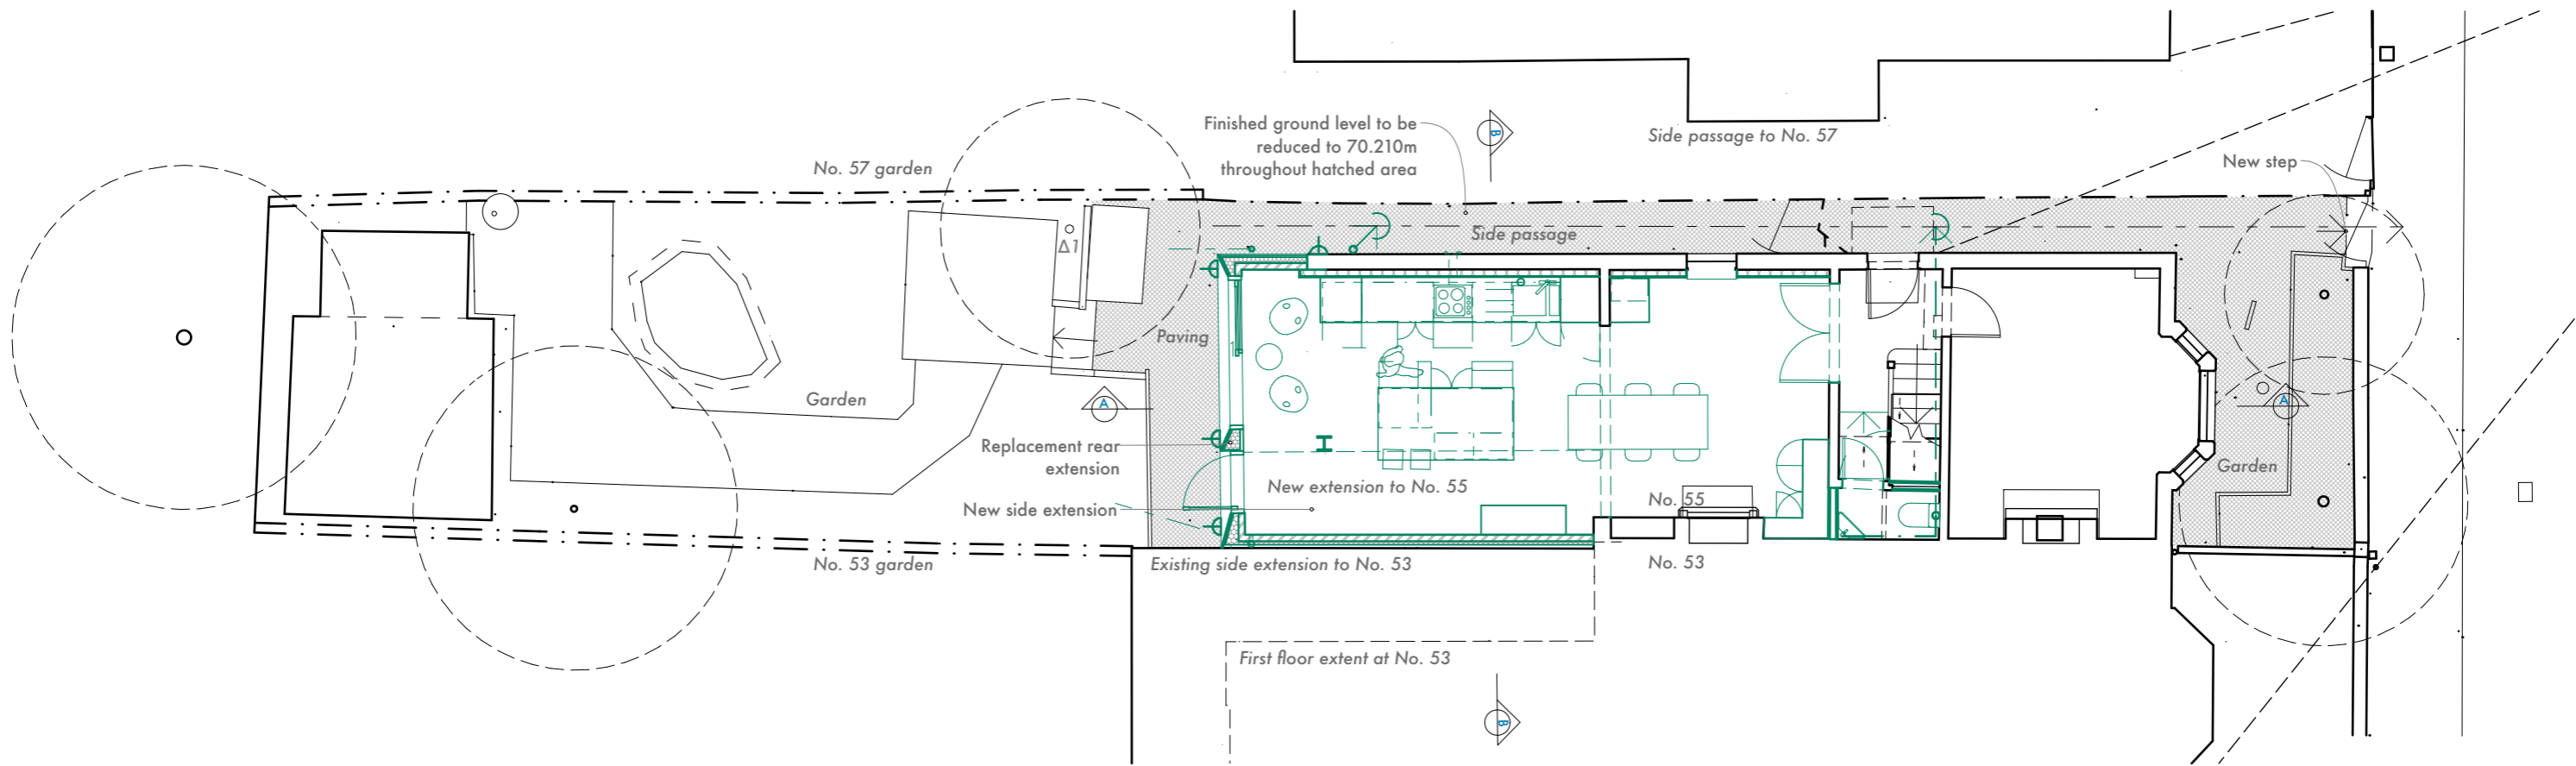 Finished ground level to be
reduced to 70.210m
throughout hatched area
B
Side passage to No. 57
New step
No. 57 garden
Side passage
Δ1
Paving
Garden
A
A
Replacement rear
extension
New side extension
New extension to No. 55
No. 55
Garden
No. 53 garden
Existing side extension to No. 53
No. 53
First floor extent at No. 53
B